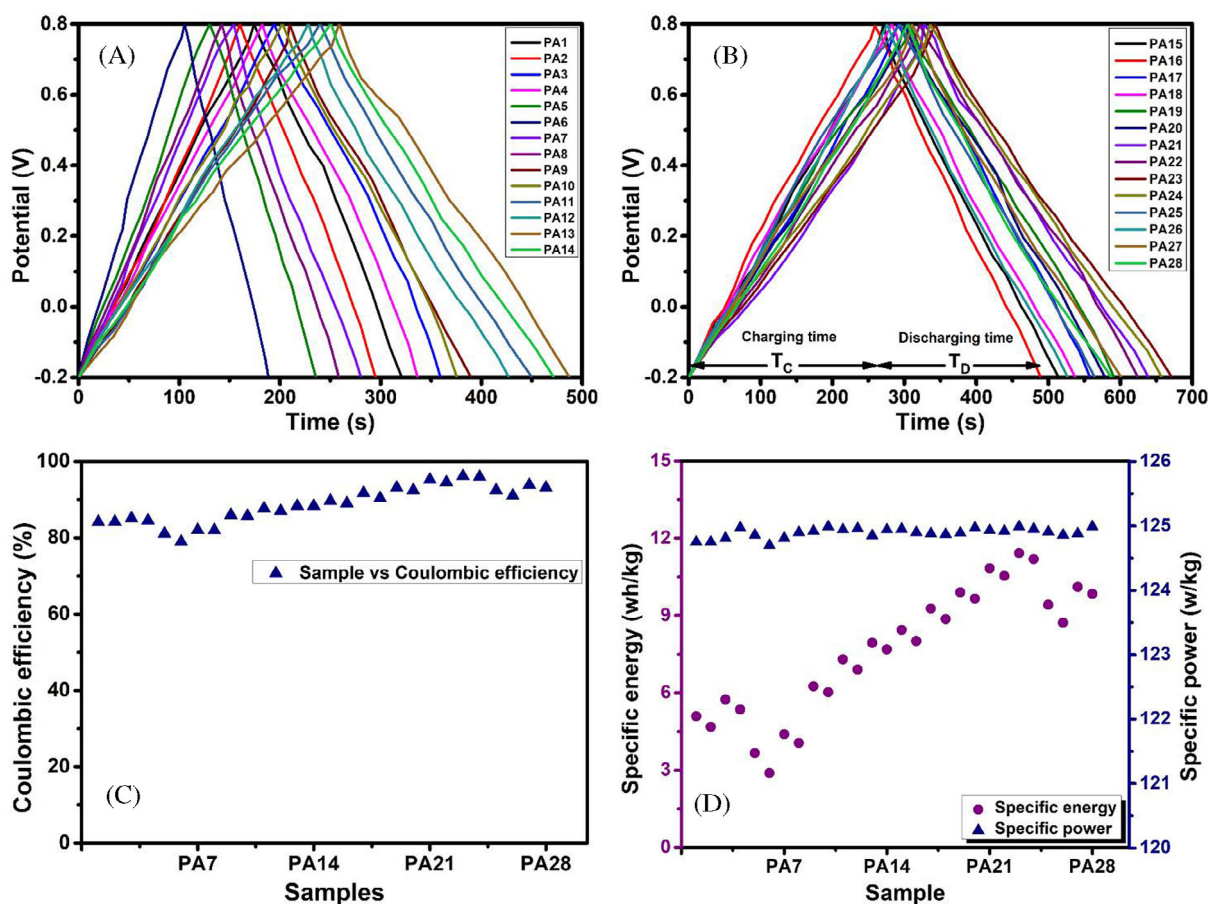 (A)
0.8
0.6
0.4
0.2
0.0
-0.2
Potential (V)
0 100 200 300 400 500
Time (s)
PA1
PA2
PA3
PA4
PA5
PA6
PA7
PA8
PA9
PA10
PA11
PA12
PA13
PA14
(B)
0.8
0.6
0.4
0.2
0.0
-0.2
Potential (V)
0 100 200 300 400 500 600 700
Time (s)
PA15
PA16
PA17
PA18
PA19
PA20
PA21
PA22
PA23
PA24
PA25
PA26
PA27
PA28
Charging time Discharging time
TC TD
100
80
60
40
20
0
Coulombic efficiency (%)
Sample vs Coulombic efficiency
(C)
PA7 PA14 PA21 PA28
Samples
15
12
9
6
3
0
Specific energy (wh/kg)
126
125
124
123
122
121
120
Specific power (w/kg)
(D)
Specific energy
Specific power
PA7 PA14 PA21 PA28
Sample